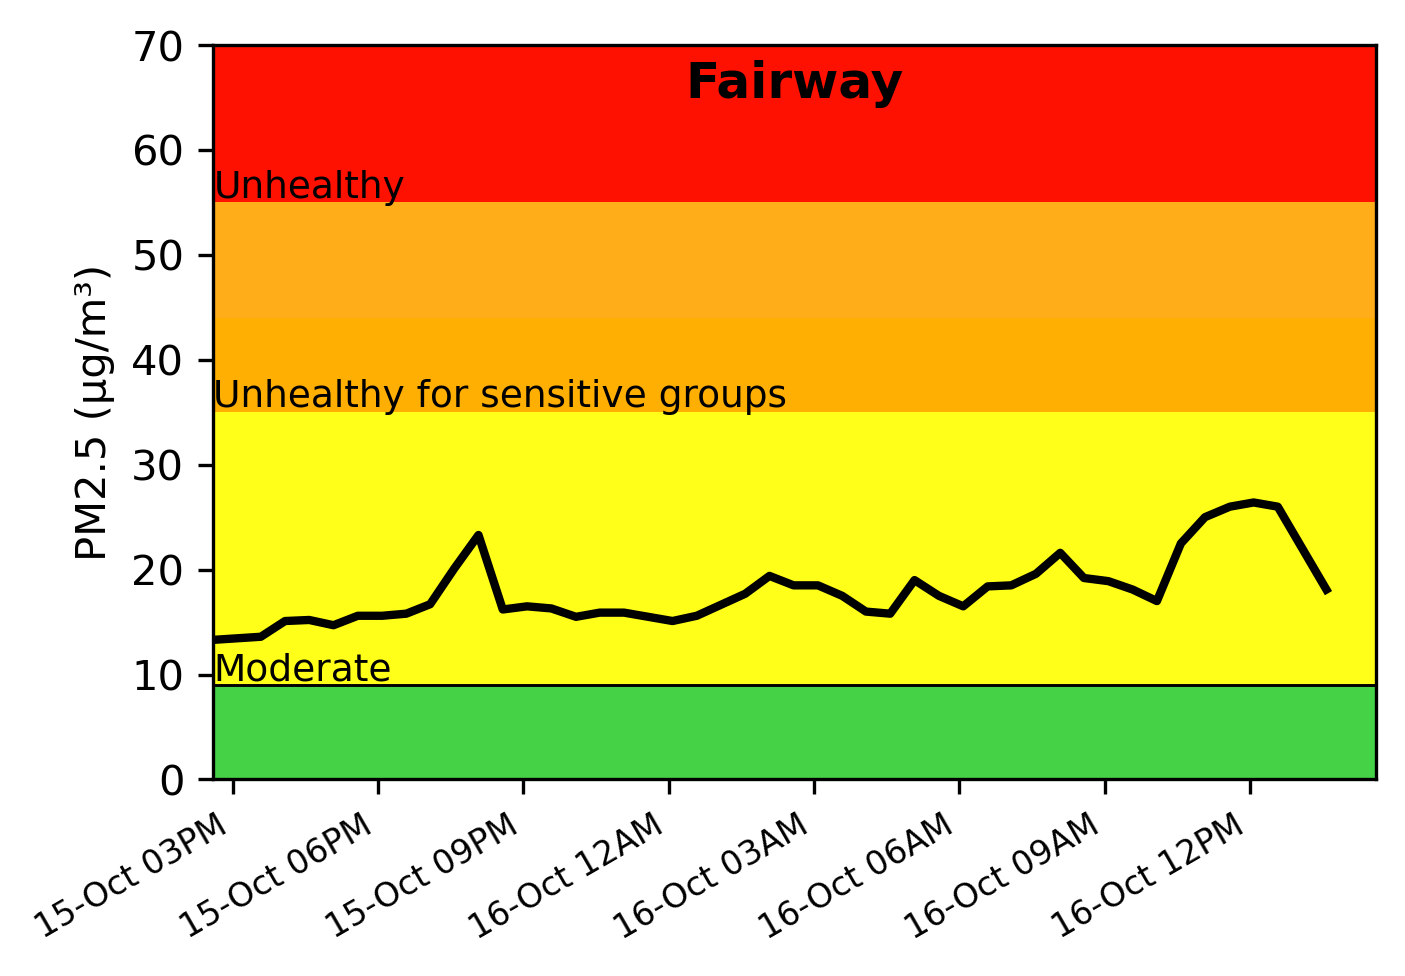 Fairway
70
60
50
40
30
20
10
0
PM2.5 (µg/m³)
Unhealthy
Unhealthy for sensitive groups
Moderate
15-Oct 03PM
15-Oct 06PM
15-Oct 09PM
16-Oct 12AM
16-Oct 03AM
16-Oct 06AM
16-Oct 09AM
16-Oct 12PM